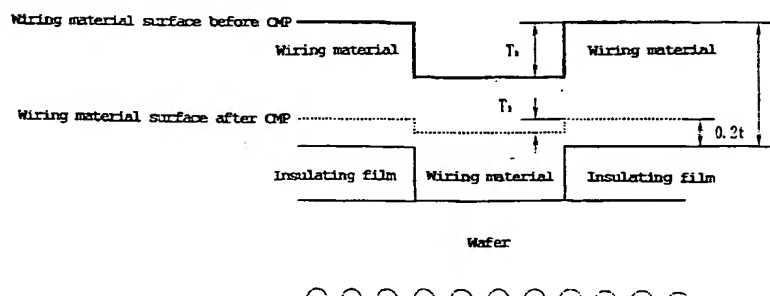 Wiring material surface before CMP
Wiring material
Wiring material
Wiring material surface after CMP
0.2t
Insulating film
Wiring material
Insulating film
Wafer